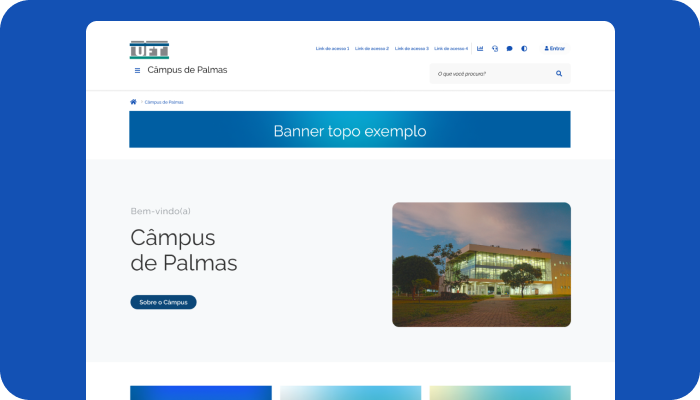 UFT
Link de acesso 1 Link de acesso 2 Link de acesso 3 Link de acesso 4
Entrar
Câmpus de Palmas
O que você procura?
Câmpus de Palmas
Banner topo exemplo
Bem-vindo(a)
Câmpus
de Palmas
Sobre o Câmpus